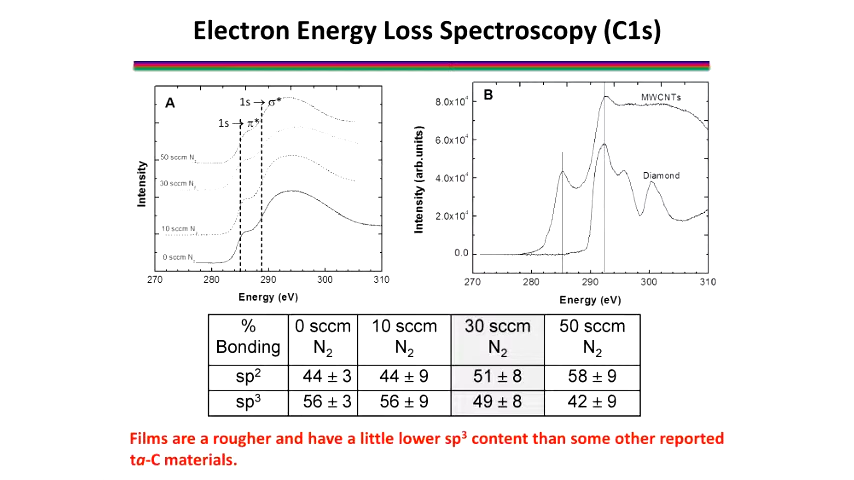 Electron Energy Loss Spectroscopy (C1s)
A
1s → σ*
1s → π*
50 sccm N2
30 sccm N2
10 sccm N2
0 sccm N2
Intensity
270 280 290 300 310
Energy (eV)
B
MWCNTs
Diamond
8.0x10⁴
6.0x10⁴
4.0x10⁴
2.0x10⁴
0.0
Intensity (arb.units)
270 280 290 300 310
Energy (eV)
% Bonding 0 sccm N₂ 10 sccm N₂ 30 sccm N₂ 50 sccm N₂
sp² 44 ± 3 44 ± 9 51 ± 8 58 ± 9
sp³ 56 ± 3 56 ± 9 49 ± 8 42 ± 9
Films are a rougher and have a little lower sp³ content than some other reported
ta-C materials.